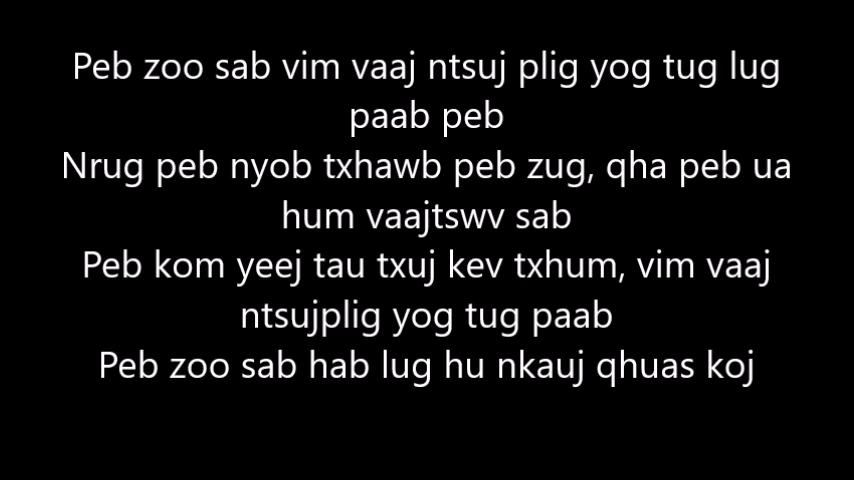 Peb zoo sab vim vaaj ntsuj plig yog tug lug
paab peb
Nrug peb nyob txhawb peb zug, qha peb ua
hum vaajtswv sab
Peb kom yeej tau txuj kev txhum, vim vaaj
ntsujplig yog tug paab
Peb zoo sab hab lug hu nkauj qhuas koj